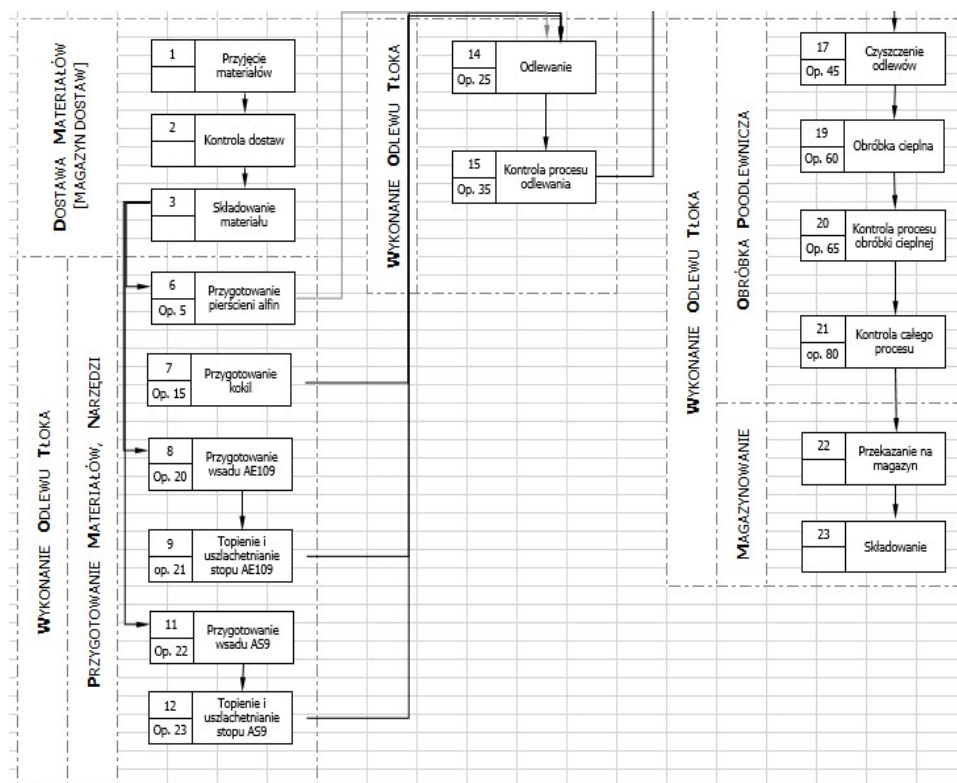 DOSTAWA MATERIAŁÓW
[MAGAZYN DOSTAW]
1
Przyjęcie
materiałów
2
Kontrola dostaw
3
Składowanie
materiału
WYKONANIE ODLEWU TŁOKA
PRZYGOTOWANIE MATERIAŁÓW, NARZĘDZI
6
Op. 5
Przygotowanie
pierścieni alfin
7
Op. 15
Przygotowanie
kokil
8
Op. 20
Przygotowanie
wsadu AE109
9
op. 21
Topienie i
uszlachetnianie
stopu AE109
11
Op. 22
Przygotowanie
wsadu AS9
12
Op. 23
Topienie i
uszlachetnianie
stopu AS9
WYKONANIE ODLEWU TŁOKA
14
Op. 25
Odlewanie
15
Op. 35
Kontrola procesu
odlewania
WYKONANIE ODLEWU TŁOKA
OBRÓBKA POODLEWNICZA
17
Op. 45
Czyszczenie
odlewów
19
Op. 60
Obróbka cieplna
20
Op. 65
Kontrola procesu
obróbki cieplnej
21
op. 80
Kontrola całego
procesu
MAGAZYNOWANIE
22
Przekazanie na
magazyn
23
Składowanie